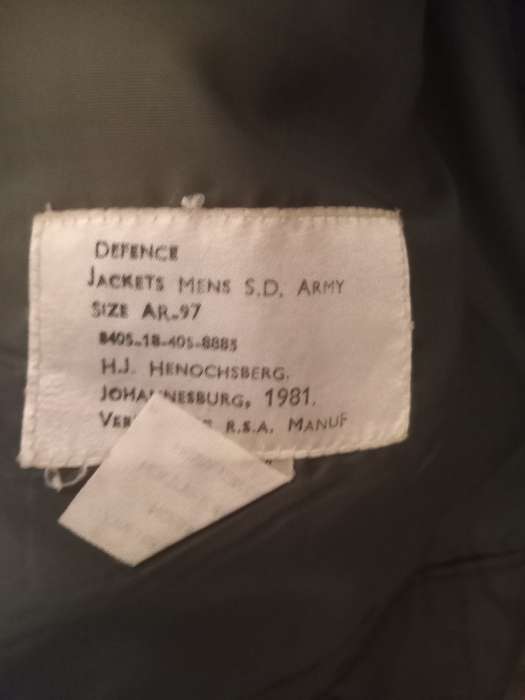 DEFENCE
JACKETS MENS S.D. ARMY
SIZE AR-97
8405-18-405-8885
H.J. HENOCHSBERG.
JOHANNESBURG, 1981.
R.S.A. MANUF